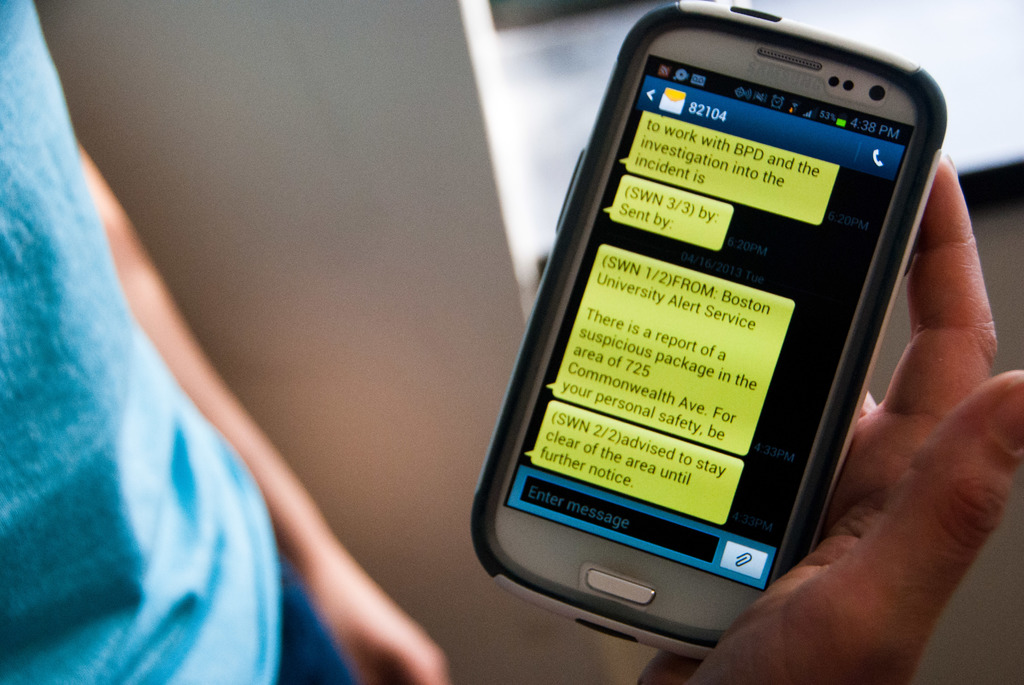 53% 4:38 PM
82104
to work with BPD and the
investigation into the
incident is
6:20PM
(SWN 3/3) by:
Sent by:
6:20PM
04/16/2013 Tue
(SWN 1/2)FROM: Boston
University Alert Service
There is a report of a
suspicious package in the
area of 725
Commonwealth Ave. For
your personal safety, be
4:33PM
(SWN 2/2)advised to stay
clear of the area until
further notice.
4:33PM
Enter message